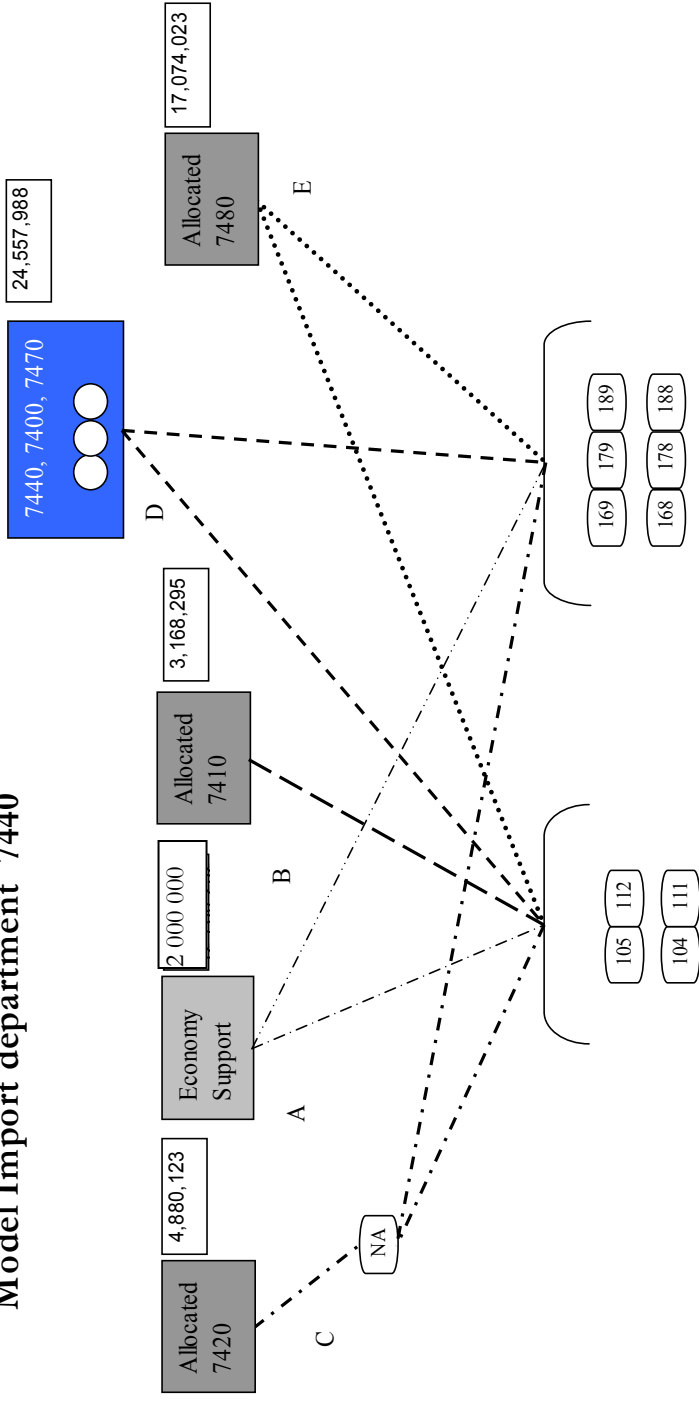 Model Import department 7440
24,557,988
7440, 7400, 7470
4,880,123
2 000 000
3,168,295
17,074,023
Allocated
7420
Economy
Support
Allocated
7410
Allocated
7480
C
A
B
D
E
NA
105 112
104 111
169 179 189
168 178 188